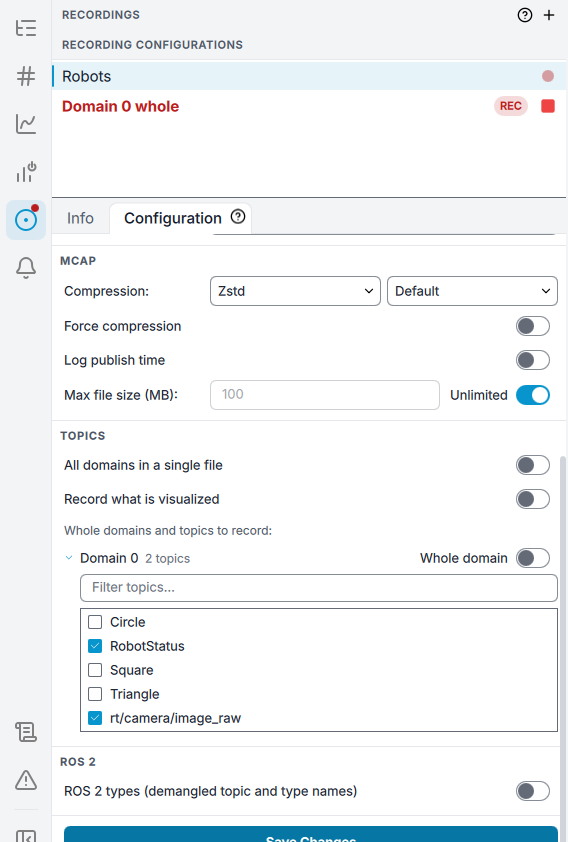 RECORDINGS
RECORDING CONFIGURATIONS
Robots
Domain 0 whole REC
Info Configuration
MCAP
Compression: Zstd Default
Force compression
Log publish time
Max file size (MB): 100 Unlimited
TOPICS
All domains in a single file
Record what is visualized
Whole domains and topics to record:
Domain 0 2 topics Whole domain
Filter topics...
Circle
RobotStatus
Square
Triangle
rt/camera/image_raw
ROS 2
ROS 2 types (demangled topic and type names)
Save Changes